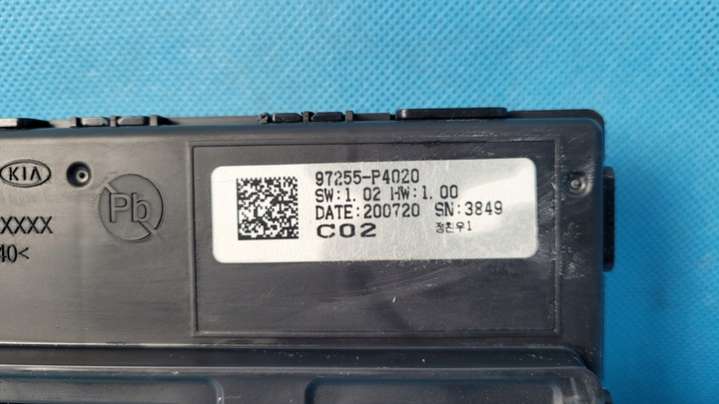 KIA
Pb
XXXX
40<
97255-P4020
SW:1.02 HW:1.00
DATE:200720 SN:3849
C02
정진우1